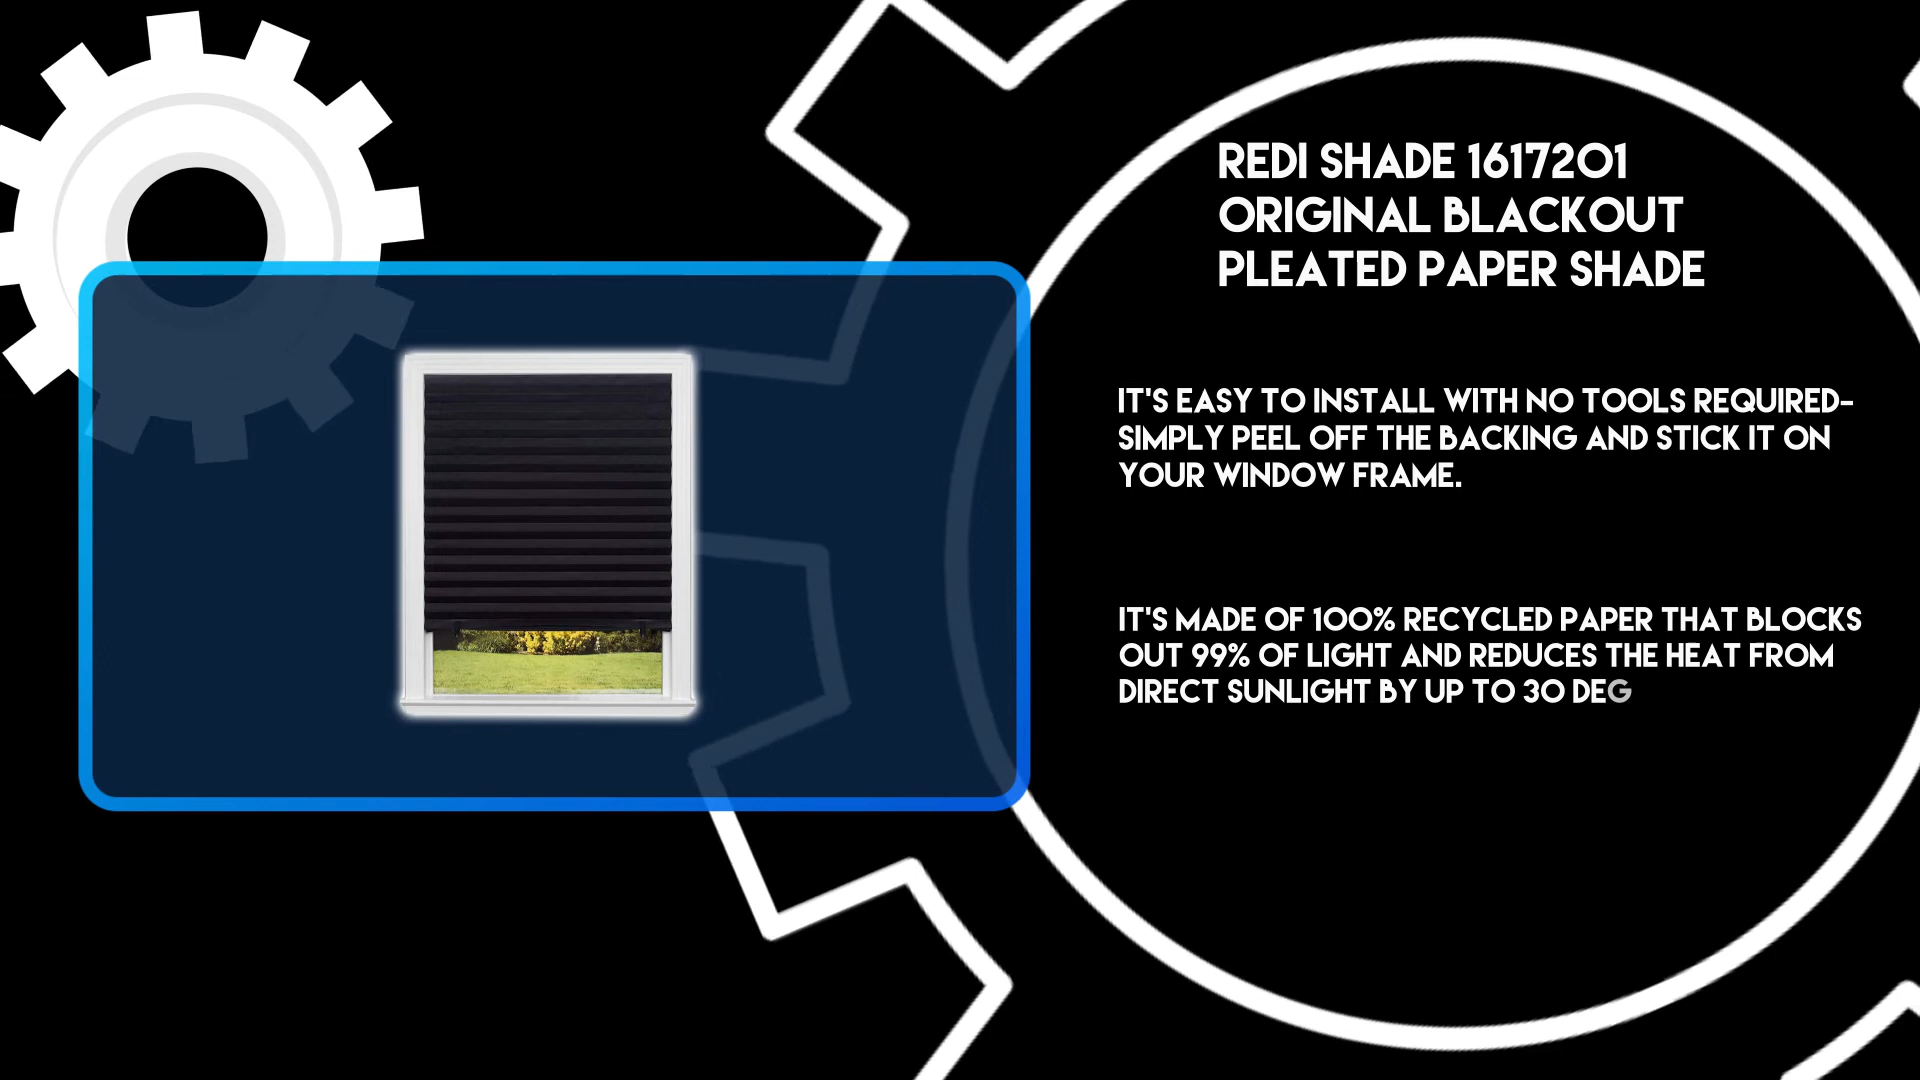 REDI SHADE 1617201
ORIGINAL BLACKOUT
PLEATED PAPER SHADE
IT'S EASY TO INSTALL WITH NO TOOLS REQUIRED-
SIMPLY PEEL OFF THE BACKING AND STICK IT ON
YOUR WINDOW FRAME.
IT'S MADE OF 100% RECYCLED PAPER THAT BLOCKS
OUT 99% OF LIGHT AND REDUCES THE HEAT FROM
DIRECT SUNLIGHT BY UP TO 30 DEG